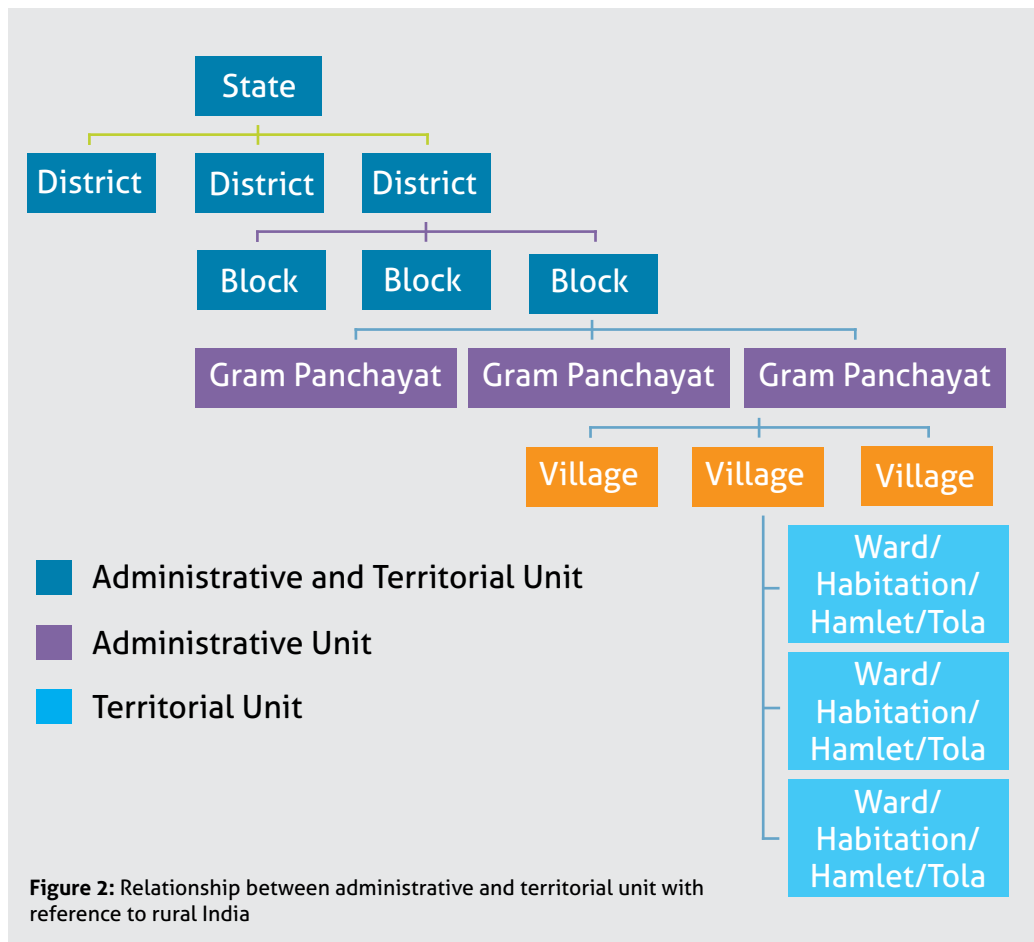 State
District
District
District
Block
Block
Block
Gram Panchayat
Gram Panchayat
Gram Panchayat
Village
Village
Village
Ward/
Habitation/
Hamlet/Tola
Ward/
Habitation/
Hamlet/Tola
Ward/
Habitation/
Hamlet/Tola
Administrative and Territorial Unit
Administrative Unit
Territorial Unit
Figure 2: Relationship between administrative and territorial unit with
reference to rural India